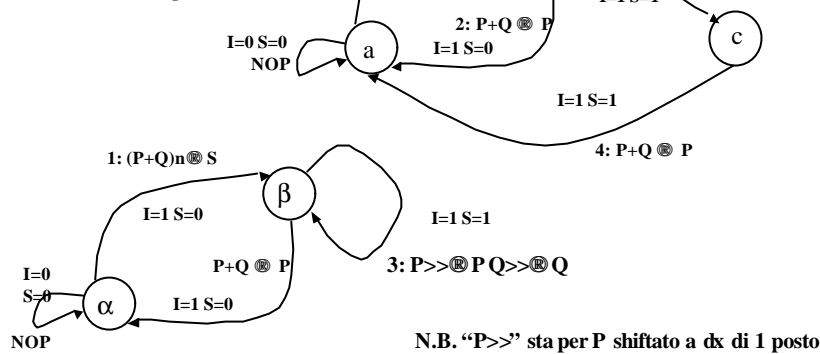 2: P+Q ® P
I=0 S=0
NOP
a
I=1 S=0
c
I=1 S=1
4: P+Q ® P
1: (P+Q)n® S
β
I=1 S=0
I=1 S=1
I=0
S=0
P+Q ® P
3: P>>® P Q>>® Q
α
I=1 S=0
NOP
N.B. “P>>” sta per P shiftato a dx di 1 posto